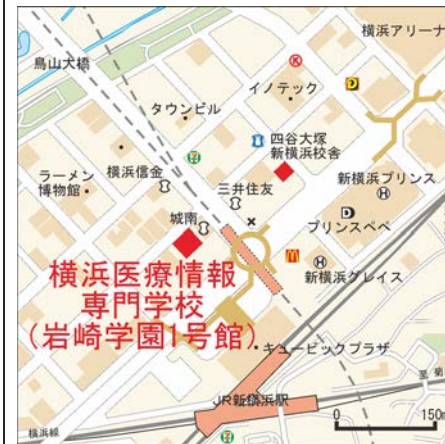 横浜アリーナ
鳥山大橋
イノテック
タウンビル
四谷大塚
新横浜校舎
横浜信金
ラーメン
博物館
三井住友
新横浜プリンス
城南
プリンスペペ
新横浜グレイス
横浜医療情報
専門学校
(岩崎学園1号館)
キュービックプラザ
JR新横浜駅
至 菊
横浜線
0 150m